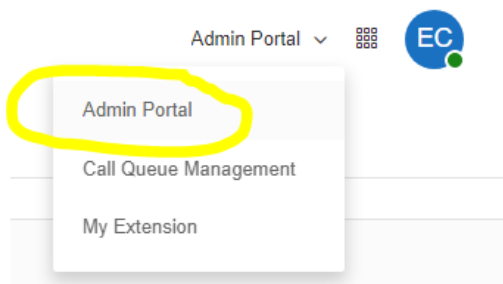 Admin Portal
EC
Admin Portal
Call Queue Management
My Extension